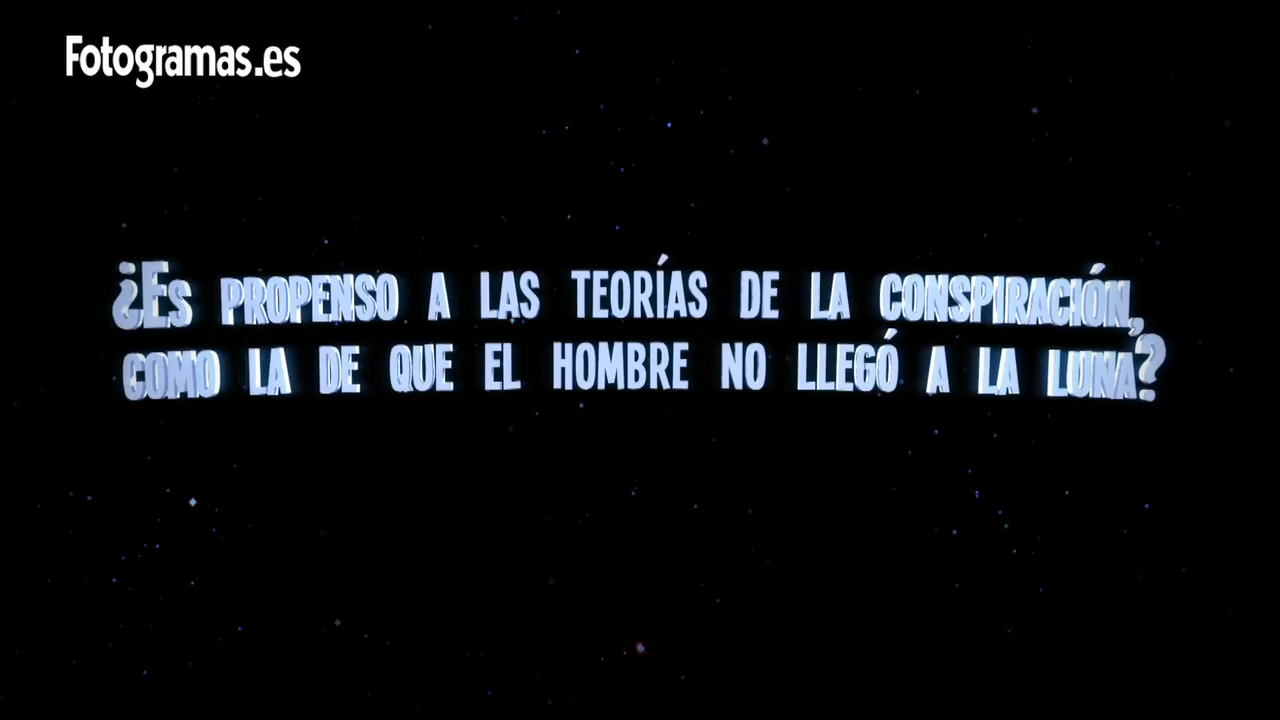 Fotogramas.es
¿Es PROPENSO A LAS TEORÍAS DE LA CONSPIRACIÓN,
COMO LA DE QUE EL HOMBRE NO LLEGÓ A LA LUNA?